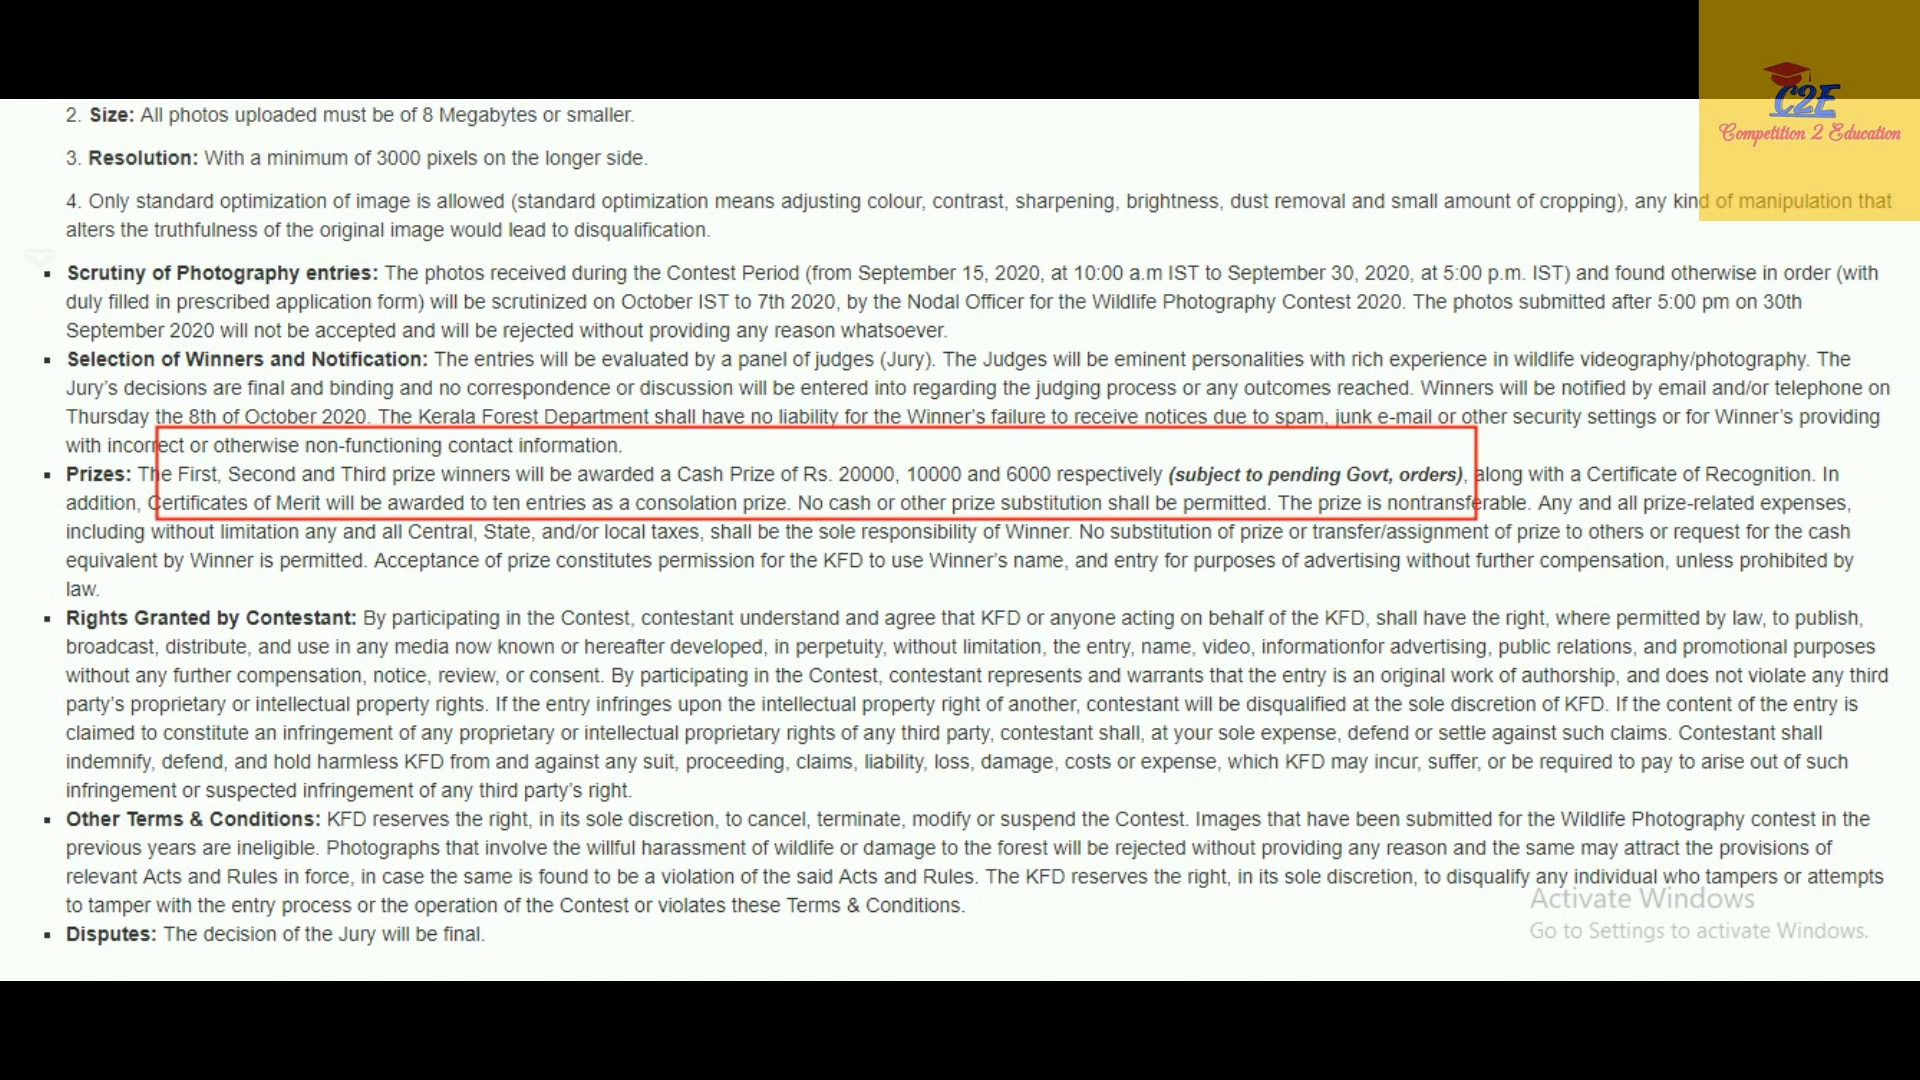 C2E
Competition 2 Education
2. Size: All photos uploaded must be of 8 Megabytes or smaller.
3. Resolution: With a minimum of 3000 pixels on the longer side.
4. Only standard optimization of image is allowed (standard optimization means adjusting colour, contrast, sharpening, brightness, dust removal and small amount of cropping), any kind of manipulation that
alters the truthfulness of the original image would lead to disqualification.
▪ Scrutiny of Photography entries: The photos received during the Contest Period (from September 15, 2020, at 10:00 a.m IST to September 30, 2020, at 5:00 p.m. IST) and found otherwise in order (with
duly filled in prescribed application form) will be scrutinized on October IST to 7th 2020, by the Nodal Officer for the Wildlife Photography Contest 2020. The photos submitted after 5:00 pm on 30th
September 2020 will not be accepted and will be rejected without providing any reason whatsoever.
▪ Selection of Winners and Notification: The entries will be evaluated by a panel of judges (Jury). The Judges will be eminent personalities with rich experience in wildlife videography/photography. The
Jury's decisions are final and binding and no correspondence or discussion will be entered into regarding the judging process or any outcomes reached. Winners will be notified by email and/or telephone on
Thursday the 8th of October 2020. The Kerala Forest Department shall have no liability for the Winner's failure to receive notices due to spam, junk e-mail or other security settings or for Winner's providing
with incorrect or otherwise non-functioning contact information.
▪ Prizes: The First, Second and Third prize winners will be awarded a Cash Prize of Rs. 20000, 10000 and 6000 respectively (subject to pending Govt, orders), along with a Certificate of Recognition. In
addition, Certificates of Merit will be awarded to ten entries as a consolation prize. No cash or other prize substitution shall be permitted. The prize is nontransferable. Any and all prize-related expenses,
including without limitation any and all Central, State, and/or local taxes, shall be the sole responsibility of Winner. No substitution of prize or transfer/assignment of prize to others or request for the cash
equivalent by Winner is permitted. Acceptance of prize constitutes permission for the KFD to use Winner's name, and entry for purposes of advertising without further compensation, unless prohibited by
law.
▪ Rights Granted by Contestant: By participating in the Contest, contestant understand and agree that KFD or anyone acting on behalf of the KFD, shall have the right, where permitted by law, to publish,
broadcast, distribute, and use in any media now known or hereafter developed, in perpetuity, without limitation, the entry, name, video, informationfor advertising, public relations, and promotional purposes
without any further compensation, notice, review, or consent. By participating in the Contest, contestant represents and warrants that the entry is an original work of authorship, and does not violate any third
party's proprietary or intellectual property rights. If the entry infringes upon the intellectual property right of another, contestant will be disqualified at the sole discretion of KFD. If the content of the entry is
claimed to constitute an infringement of any proprietary or intellectual proprietary rights of any third party, contestant shall, at your sole expense, defend or settle against such claims. Contestant shall
indemnify, defend, and hold harmless KFD from and against any suit, proceeding, claims, liability, loss, damage, costs or expense, which KFD may incur, suffer, or be required to pay to arise out of such
infringement or suspected infringement of any third party's right.
▪ Other Terms & Conditions: KFD reserves the right, in its sole discretion, to cancel, terminate, modify or suspend the Contest. Images that have been submitted for the Wildlife Photography contest in the
previous years are ineligible. Photographs that involve the willful harassment of wildlife or damage to the forest will be rejected without providing any reason and the same may attract the provisions of
relevant Acts and Rules in force, in case the same is found to be a violation of the said Acts and Rules. The KFD reserves the right, in its sole discretion, to disqualify any individual who tampers or attempts
to tamper with the entry process or the operation of the Contest or violates these Terms & Conditions.
▪ Disputes: The decision of the Jury will be final.
Activate Windows
Go to Settings to activate Windows.